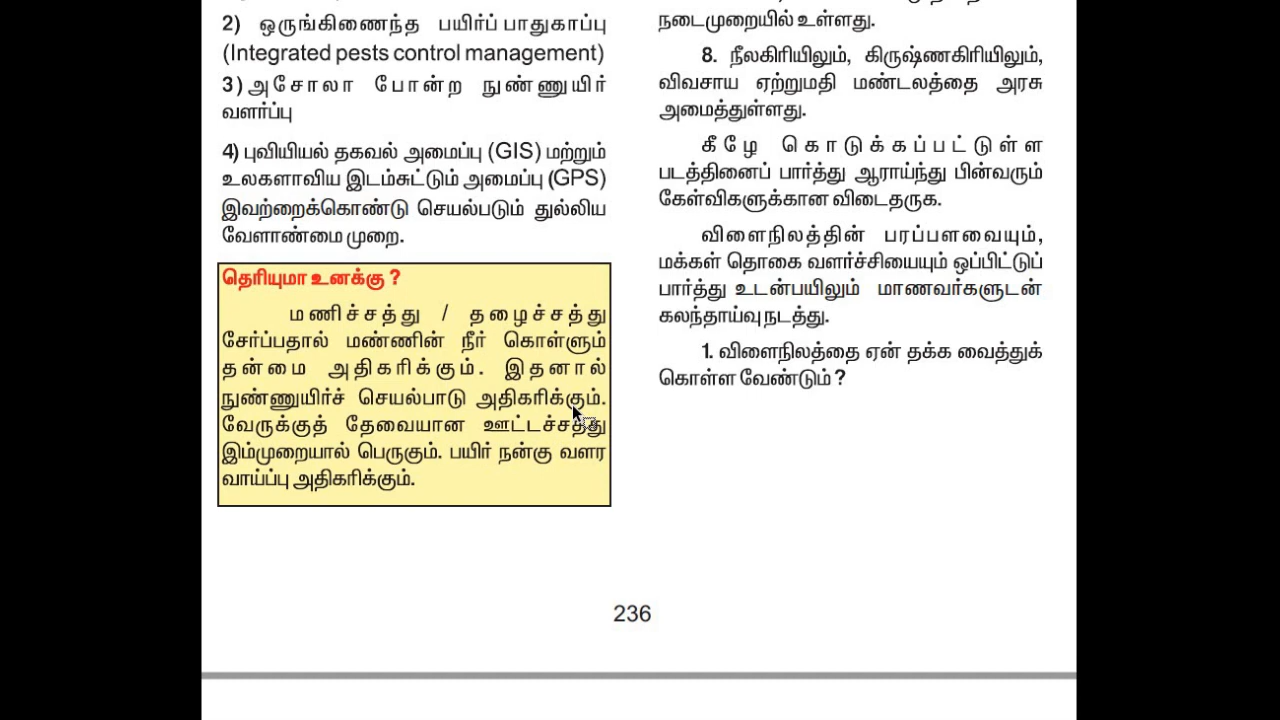 2) ஒருங்கிணைந்த பயிர்ப் பாதுகாப்பு
(Integrated pests control management)
3) அசோலா போன்ற நுண்ணுயிர்
வளர்ப்பு
4) புவியியல் தகவல் அமைப்பு (GIS) மற்றும்
உலகளாவிய இடம்சுட்டும் அமைப்பு (GPS)
இவற்றைக்கொண்டு செயல்படும் துல்லிய
வேளாண்மை முறை.
தெரியுமா உனக்கு ?
மணிச்சத்து / தழைச்சத்து
சேர்ப்பதால் மண்ணின் நீர் கொள்ளும்
தன்மை அதிகரிக்கும். இதனால்
நுண்ணுயிர்ச் செயல்பாடு அதிகரிக்கும்.
வேருக்குத் தேவையான ஊட்டச்சத்து
இம்முறையால் பெருகும். பயிர் நன்கு வளர
வாய்ப்பு அதிகரிக்கும்.
நடைமுறையில் உள்ளது.
8. நீலகிரியிலும், கிருஷ்ணகிரியிலும்,
விவசாய ஏற்றுமதி மண்டலத்தை அரசு
அமைத்துள்ளது.
கீழே கொடுக்கப்பட்டுள்ள
படத்தினைப் பார்த்து ஆராய்ந்து பின்வரும்
கேள்விகளுக்கான விடைதருக.
விளைநிலத்தின் பரப்பளவையும்,
மக்கள் தொகை வளர்ச்சியையும் ஒப்பிட்டுப்
பார்த்து உடன்பயிலும் மாணவர்களுடன்
கலந்தாய்வு நடத்து.
1. விளைநிலத்தை ஏன் தக்க வைத்துக்
கொள்ள வேண்டும் ?
236